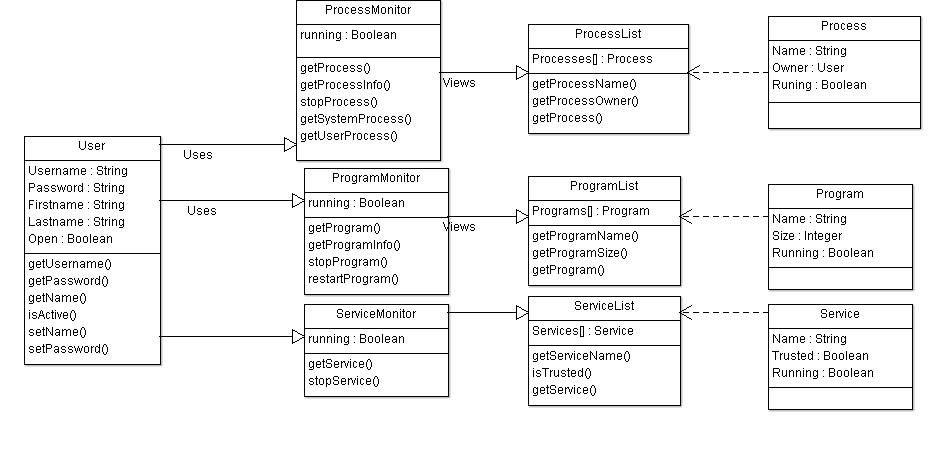 ProcessMonitor
running : Boolean
getProcess()
getProcessInfo()
stopProcess()
getSystemProcess()
getUserProcess()
Views
ProcessList
Processes[] : Process
getProcessName()
getProcessOwner()
getProcess()
Process
Name : String
Owner : User
Runing : Boolean
User
Username : String
Password : String
Firstname : String
Lastname : String
Open : Boolean
getUsername()
getPassword()
getName()
isActive()
setName()
setPassword()
Uses
Uses
ProgramMonitor
running : Boolean
getProgram()
getProgramInfo()
stopProgram()
restartProgram()
Views
ProgramList
Programs[] : Program
getProgramName()
getProgramSize()
getProgram()
Program
Name : String
Size : Integer
Running : Boolean
ServiceMonitor
running : Boolean
getService()
stopService()
ServiceList
Services[] : Service
getServiceName()
isTrusted()
getService()
Service
Name : String
Trusted : Boolean
Running : Boolean